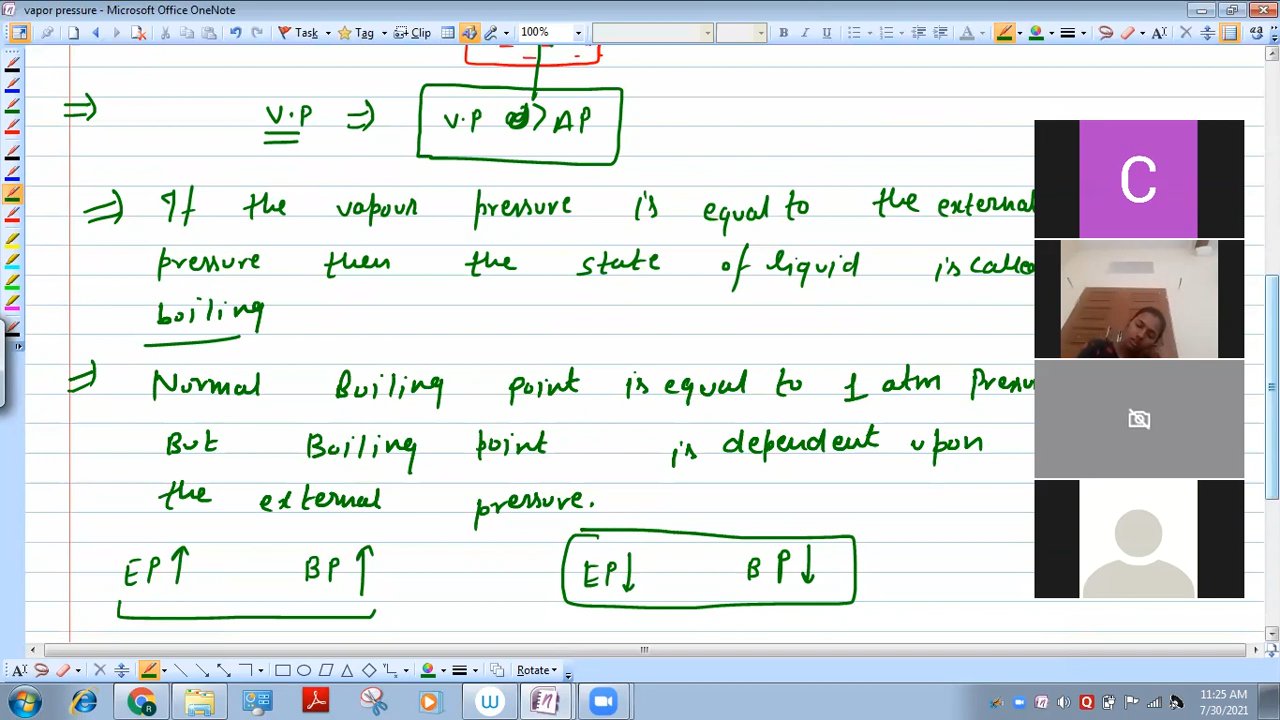 vapor pressure - Microsoft Office OneNote
Task Tag Clip 100% B I U
⇒ V.P ⇒ V.P > AP
⇒ If the vapour pressure is equal to the external
pressure then the state of liquid is called
boiling
⇒ Normal Boiling point is equal to 1 atm Pressu
But Boiling point is dependent upon
the external pressure.
EP↑ BP↑ EP↓ BP↓
C
Rotate
11:25 AM
7/30/2021